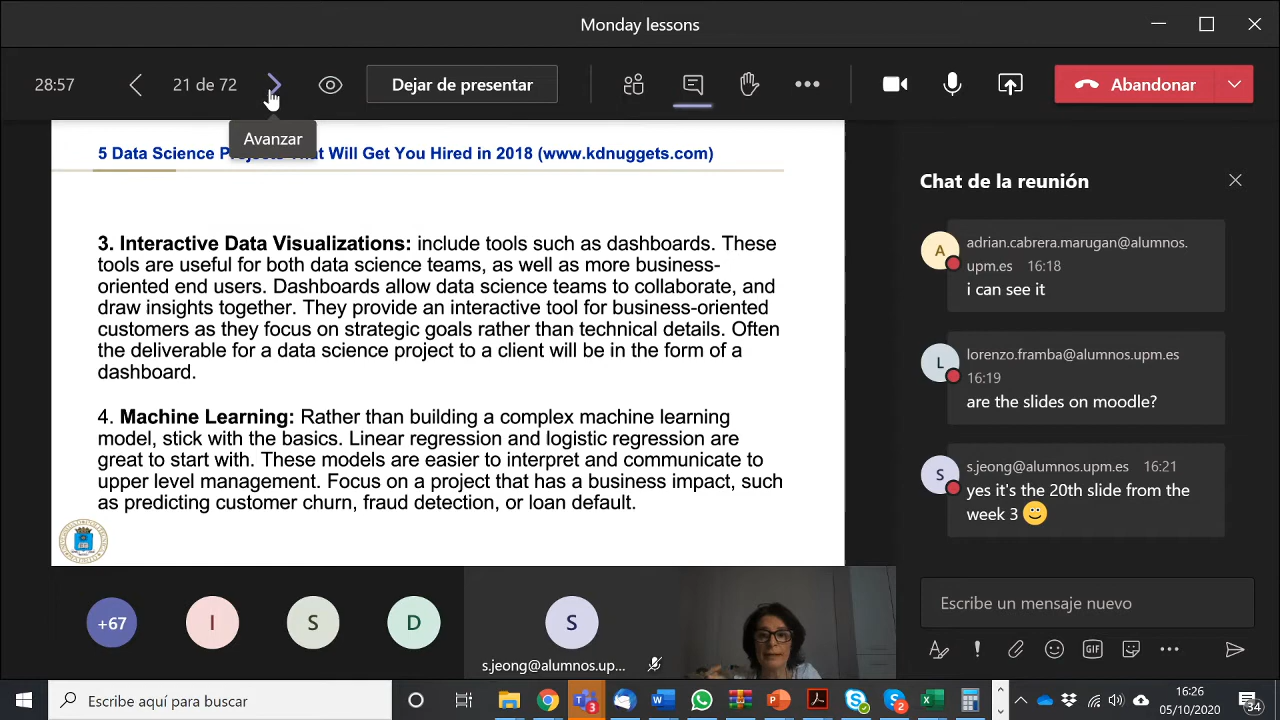 Monday lessons
28:57
21 de 72
Dejar de presentar
Abandonar
Avanzar
5 Data Science Projects That Will Get You Hired in 2018 (www.kdnuggets.com)
3. Interactive Data Visualizations: include tools such as dashboards. These
tools are useful for both data science teams, as well as more business-
oriented end users. Dashboards allow data science teams to collaborate, and
draw insights together. They provide an interactive tool for business-oriented
customers as they focus on strategic goals rather than technical details. Often
the deliverable for a data science project to a client will be in the form of a
dashboard.
4. Machine Learning: Rather than building a complex machine learning
model, stick with the basics. Linear regression and logistic regression are
great to start with. These models are easier to interpret and communicate to
upper level management. Focus on a project that has a business impact, such
as predicting customer churn, fraud detection, or loan default.
Chat de la reunión
A
adrian.cabrera.marugan@alumnos.
upm.es 16:18
i can see it
L
lorenzo.framba@alumnos.upm.es
16:19
are the slides on moodle?
S
s.jeong@alumnos.upm.es 16:21
yes it's the 20th slide from the
week 3
Escribe un mensaje nuevo
GIF
+67
I
S
D
S
s.jeong@alumnos.up...
Escribe aquí para buscar
3
2
16:26
05/10/2020
34